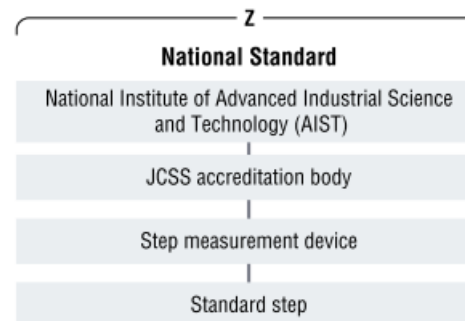 Z
National Standard
National Institute of Advanced Industrial Science
and Technology (AIST)
JCSS accreditation body
Step measurement device
Standard step